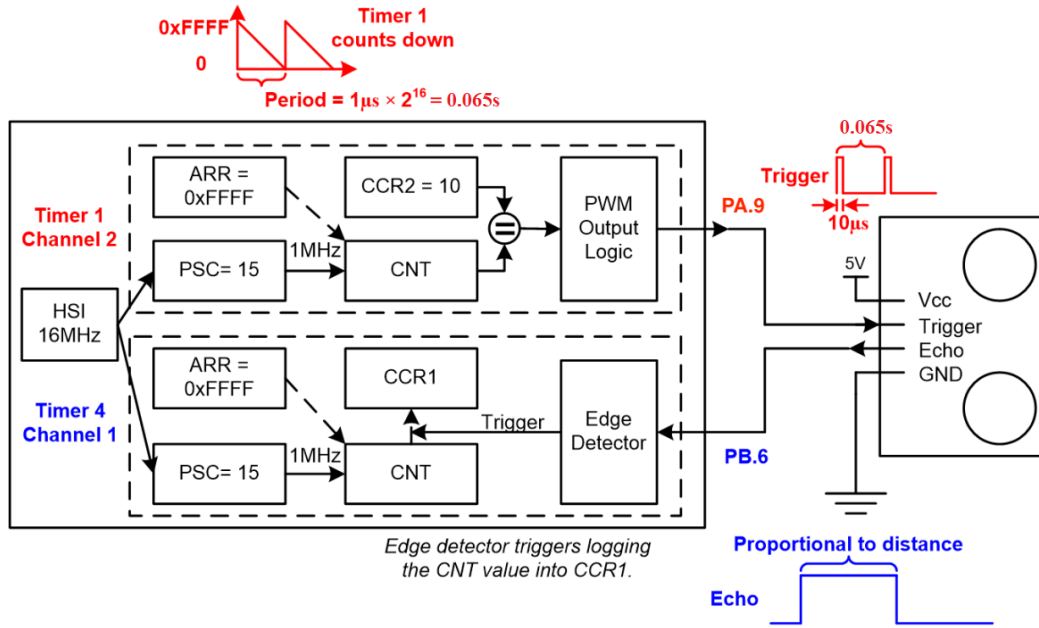 0xFFFF
0
Timer 1
counts down
Period = 1µs × 2¹⁶ = 0.065s
Timer 1
Channel 2
ARR =
0xFFFF
CCR2 = 10
PSC= 15
1MHz
CNT
=
PWM
Output
Logic
PA.9
HSI
16MHz
Timer 4
Channel 1
ARR =
0xFFFF
CCR1
PSC= 15
1MHz
CNT
Trigger
Edge
Detector
PB.6
Edge detector triggers logging
the CNT value into CCR1.
0.065s
Trigger
10µs
5V
Vcc
Trigger
Echo
GND
Proportional to distance
Echo